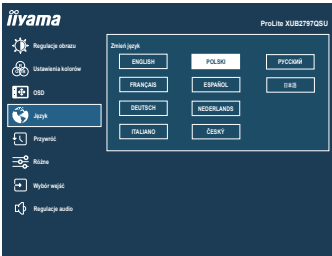 iiyama
ProLite XUB2797QSU
Regulacje obrazu
Ustawienia kolorów
OSD
Język
Przywróć
Różne
Wybór wejść
Regulacje audio
Zmień język
ENGLISH POLSKI РУССКИЙ
FRANÇAIS ESPAÑOL 日本語
DEUTSCH NEDERLANDS
ITALIANO ČESKÝ